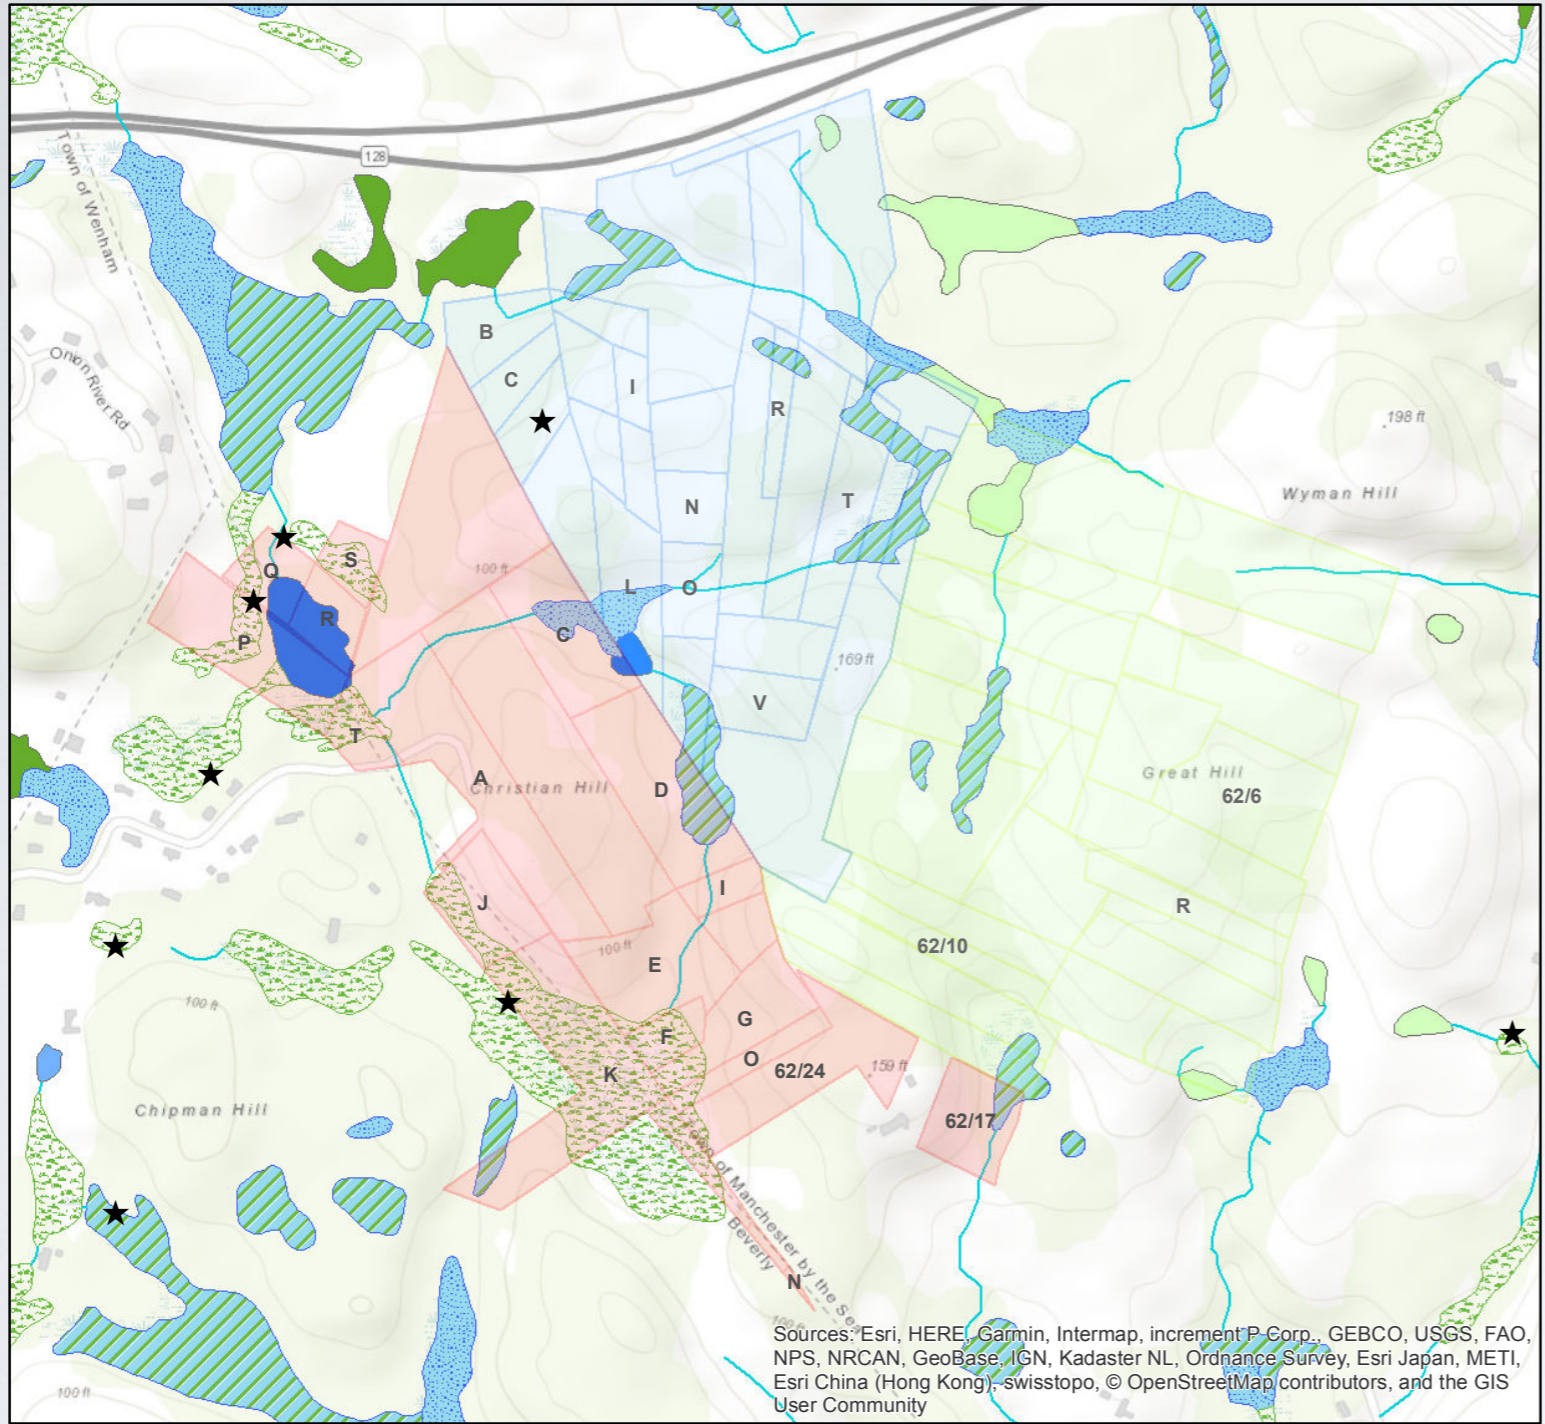 128
Town of Wenham
Onion River Rd
B
C
I
R
198 ft
Wyman Hill
N
T
S
100 ft
Q
L
O
R
C
P
169 ft
V
T
A
Christian Hill
D
Great Hill
62/6
I
J
R
100 ft
E
62/10
100 ft
G
F
O
K
62/24
159 ft
Chipman Hill
62/17
Town of Manchester by the Sea
Beverly
N
100 ft
100 ft
Sources: Esri, HERE, Garmin, Intermap, increment P Corp., GEBCO, USGS, FAO,
NPS, NRCAN, GeoBase, IGN, Kadaster NL, Ordnance Survey, Esri Japan, METI,
Esri China (Hong Kong), swisstopo, © OpenStreetMap contributors, and the GIS
User Community